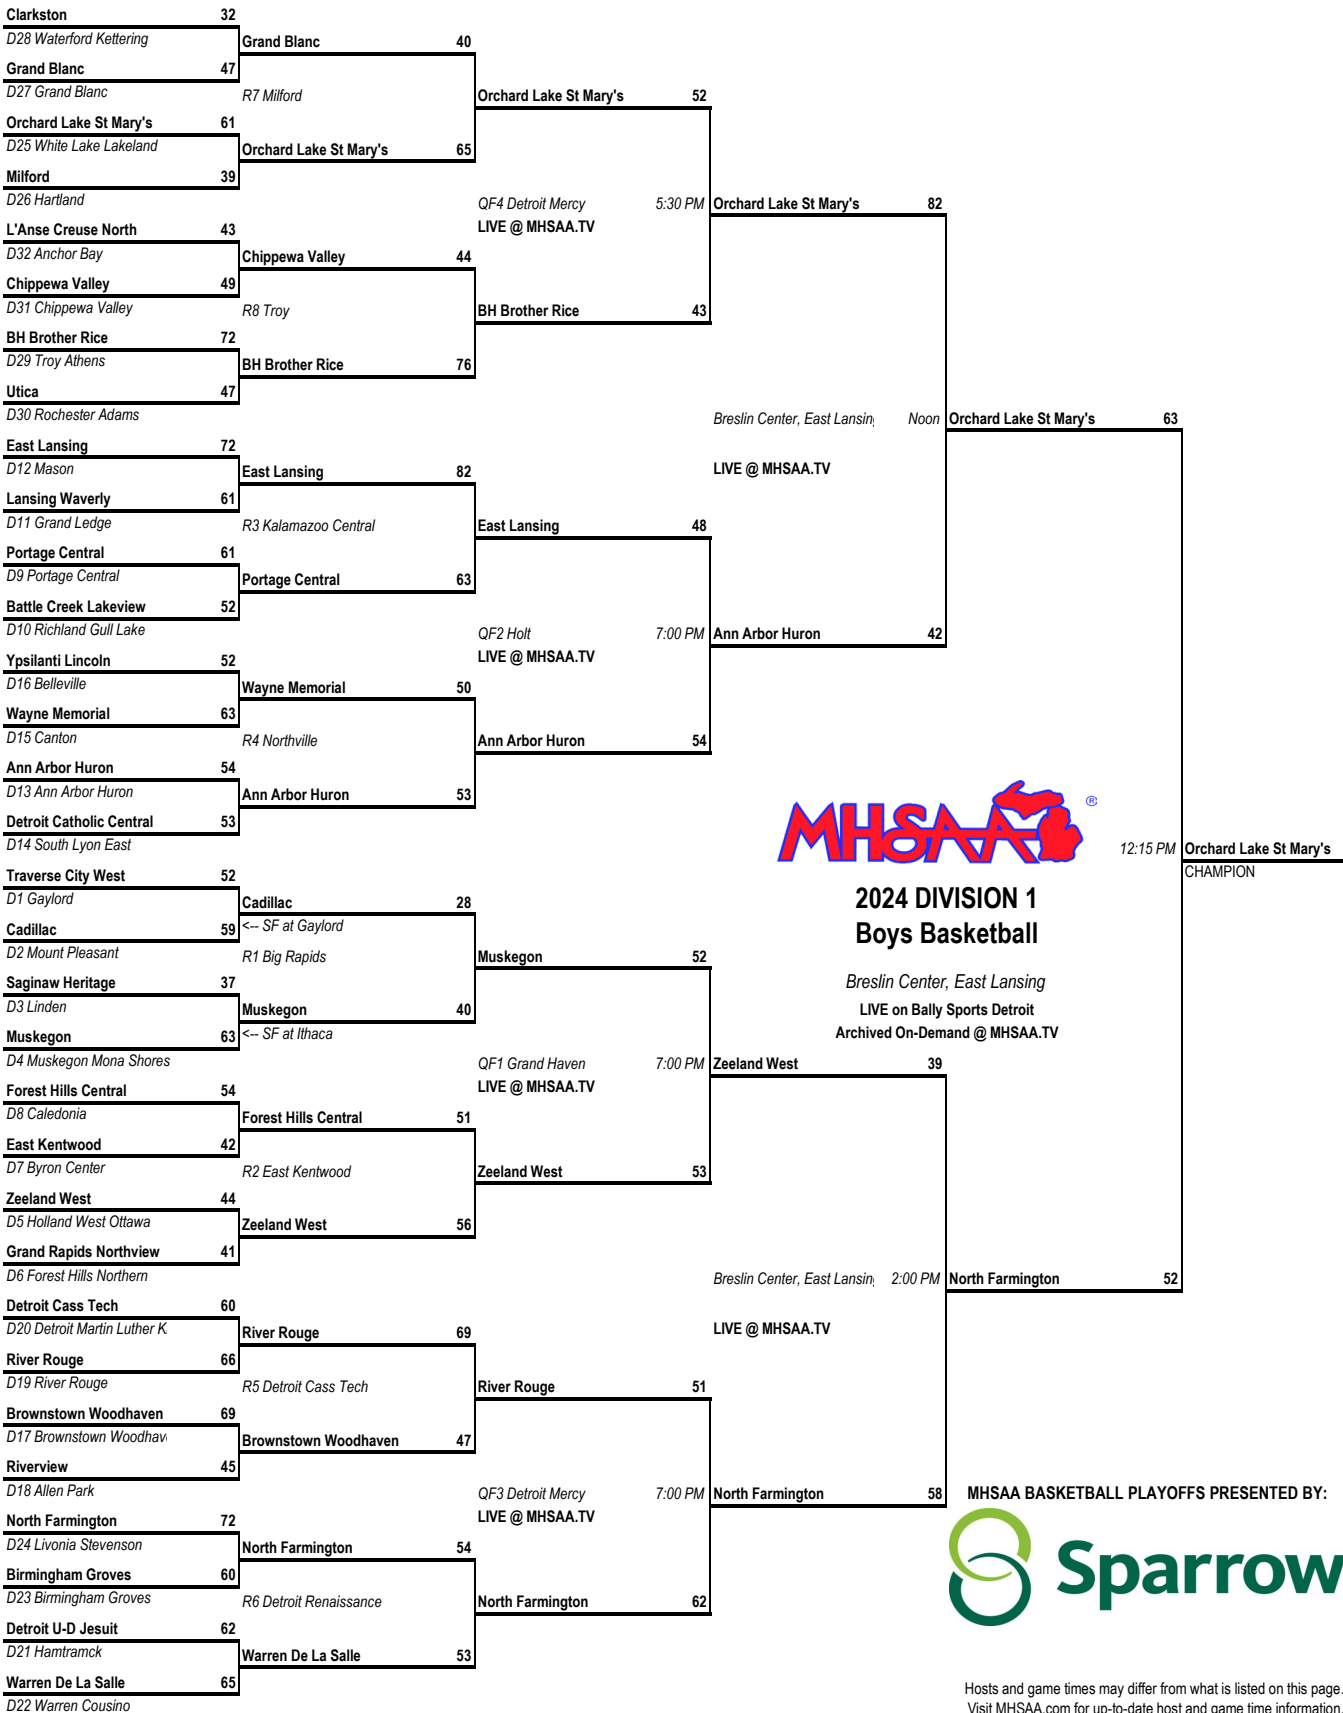 Clarkston 32
D28 Waterford Kettering
Grand Blanc 40
Grand Blanc 47
D27 Grand Blanc
R7 Milford
Orchard Lake St Mary's 52
Orchard Lake St Mary's 61
D25 White Lake Lakeland
Orchard Lake St Mary's 65
Milford 39
D26 Hartland
QF4 Detroit Mercy 5:30 PM
Orchard Lake St Mary's 82
LIVE @ MHSAA.TV
L'Anse Creuse North 43
D32 Anchor Bay
Chippewa Valley 44
Chippewa Valley 49
D31 Chippewa Valley
R8 Troy
BH Brother Rice 43
BH Brother Rice 72
D29 Troy Athens
BH Brother Rice 76
Utica 47
D30 Rochester Adams
Breslin Center, East Lansin Noon
Orchard Lake St Mary's 63
East Lansing 72
D12 Mason
East Lansing 82
LIVE @ MHSAA.TV
Lansing Waverly 61
D11 Grand Ledge
R3 Kalamazoo Central
East Lansing 48
Portage Central 61
D9 Portage Central
Portage Central 63
Battle Creek Lakeview 52
D10 Richland Gull Lake
QF2 Holt 7:00 PM
Ann Arbor Huron 42
LIVE @ MHSAA.TV
Ypsilanti Lincoln 52
D16 Belleville
Wayne Memorial 50
Wayne Memorial 63
D15 Canton
R4 Northville
Ann Arbor Huron 54
Ann Arbor Huron 54
D13 Ann Arbor Huron
Ann Arbor Huron 53
Detroit Catholic Central 53
D14 South Lyon East
MHSAA ®
12:15 PM
Orchard Lake St Mary's
CHAMPION
Traverse City West 52
D1 Gaylord
Cadillac 28
2024 DIVISION 1
Cadillac 59
<-- SF at Gaylord
Boys Basketball
D2 Mount Pleasant
R1 Big Rapids
Muskegon 52
Saginaw Heritage 37
Breslin Center, East Lansing
D3 Linden
Muskegon 40
LIVE on Bally Sports Detroit
Muskegon 63
<-- SF at Ithaca
Archived On-Demand @ MHSAA.TV
D4 Muskegon Mona Shores
QF1 Grand Haven 7:00 PM
Zeeland West 39
LIVE @ MHSAA.TV
Forest Hills Central 54
D8 Caledonia
Forest Hills Central 51
East Kentwood 42
D7 Byron Center
R2 East Kentwood
Zeeland West 53
Zeeland West 44
D5 Holland West Ottawa
Zeeland West 56
Grand Rapids Northview 41
D6 Forest Hills Northern
Breslin Center, East Lansin 2:00 PM
North Farmington 52
Detroit Cass Tech 60
D20 Detroit Martin Luther K
River Rouge 69
LIVE @ MHSAA.TV
River Rouge 66
D19 River Rouge
R5 Detroit Cass Tech
River Rouge 51
Brownstown Woodhaven 69
D17 Brownstown Woodhav
Brownstown Woodhaven 47
Riverview 45
D18 Allen Park
QF3 Detroit Mercy 7:00 PM
North Farmington 58
MHSAA BASKETBALL PLAYOFFS PRESENTED BY:
LIVE @ MHSAA.TV
North Farmington 72
D24 Livonia Stevenson
North Farmington 54
Birmingham Groves 60
Sparrow
D23 Birmingham Groves
R6 Detroit Renaissance
North Farmington 62
Detroit U-D Jesuit 62
D21 Hamtramck
Warren De La Salle 53
Warren De La Salle 65
Hosts and game times may differ from what is listed on this page.
D22 Warren Cousino
Visit MHSAA.com for up-to-date host and game time information.